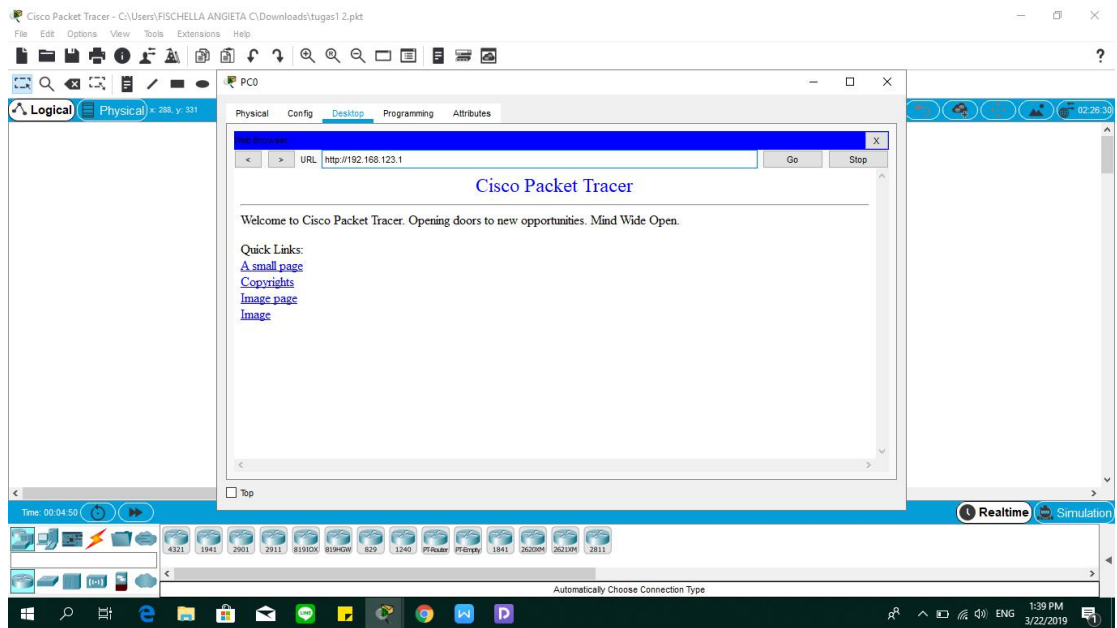 Cisco Packet Tracer - C:\Users\FISCHELLA ANGIETA C\Downloads\tugas1 2.pkt
File Edit Options View Tools Extensions Help
?
PC0
Logical Physical x: 288, y: 331
02:26:30
Physical Config Desktop Programming Attributes
Web Browser
X
< > URL http://192.168.123.1 Go Stop
Cisco Packet Tracer
Welcome to Cisco Packet Tracer. Opening doors to new opportunities. Mind Wide Open.
Quick Links:
A small page
Copyrights
Image page
Image
Top
Time: 00:04:50
Realtime Simulation
4321 1941 2901 2911 819IOX 819HGW 829 1240 PT-Router PT-Empty 1841 2620XM 2621XM 2811
Automatically Choose Connection Type
ENG
1:39 PM
3/22/2019